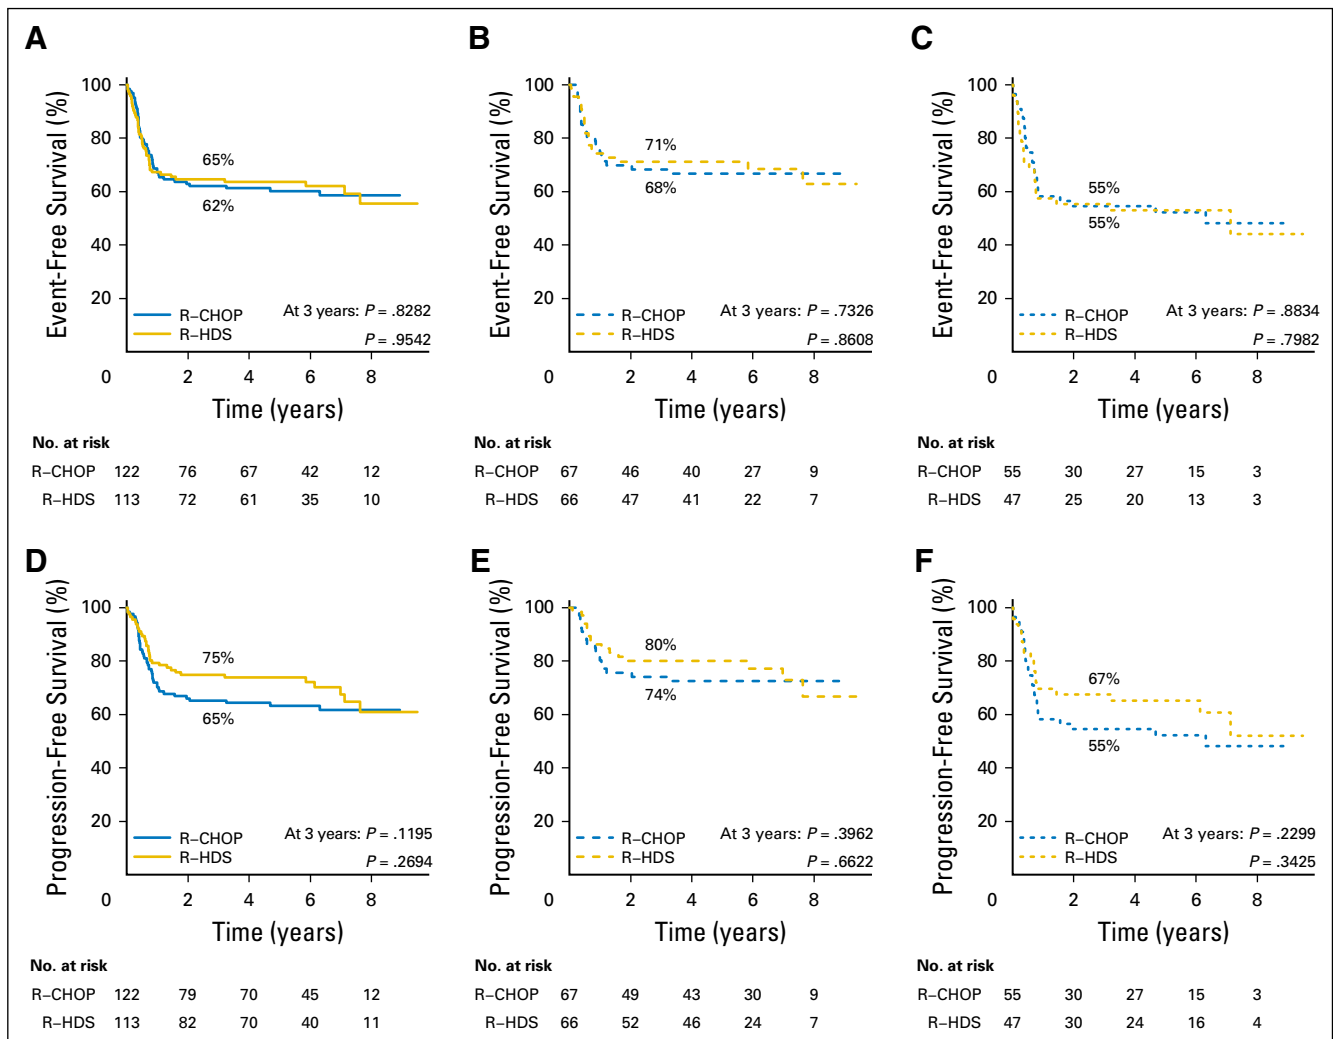 A
Event-Free Survival (%)
100
80
60
40
20
65%
62%
R–CHOP
R–HDS
At 3 years: P = .8282
P = .9542
0 2 4 6 8
Time (years)
No. at risk
R–CHOP 122 76 67 42 12
R–HDS 113 72 61 35 10
B
Event-Free Survival (%)
100
80
60
40
20
71%
68%
R–CHOP
R–HDS
At 3 years: P = .7326
P = .8608
0 2 4 6 8
Time (years)
No. at risk
R–CHOP 67 46 40 27 9
R–HDS 66 47 41 22 7
C
Event-Free Survival (%)
100
80
60
40
20
55%
55%
R–CHOP
R–HDS
At 3 years: P = .8834
P = .7982
0 2 4 6 8
Time (years)
No. at risk
R–CHOP 55 30 27 15 3
R–HDS 47 25 20 13 3
D
Progression-Free Survival (%)
100
80
60
40
20
75%
65%
R–CHOP
R–HDS
At 3 years: P = .1195
P = .2694
0 2 4 6 8
Time (years)
No. at risk
R–CHOP 122 79 70 45 12
R–HDS 113 82 70 40 11
E
Progression-Free Survival (%)
100
80
60
40
20
80%
74%
R–CHOP
R–HDS
At 3 years: P = .3962
P = .6622
0 2 4 6 8
Time (years)
No. at risk
R–CHOP 67 49 43 30 9
R–HDS 66 52 46 24 7
F
Progression-Free Survival (%)
100
80
60
40
20
67%
55%
R–CHOP
R–HDS
At 3 years: P = .2299
P = .3425
0 2 4 6 8
Time (years)
No. at risk
R–CHOP 55 30 27 15 3
R–HDS 47 30 24 16 4